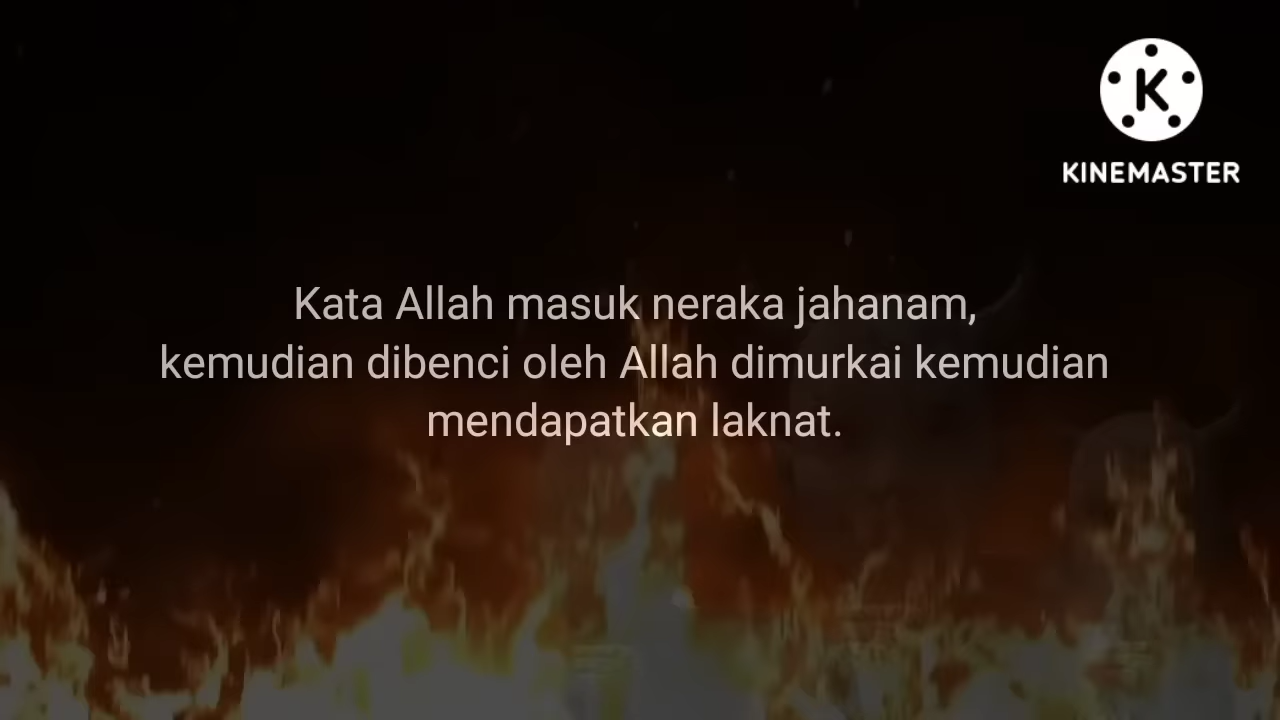 KINEMASTER
Kata Allah masuk neraka jahanam,
kemudian dibenci oleh Allah dimurkai kemudian
mendapatkan laknat.